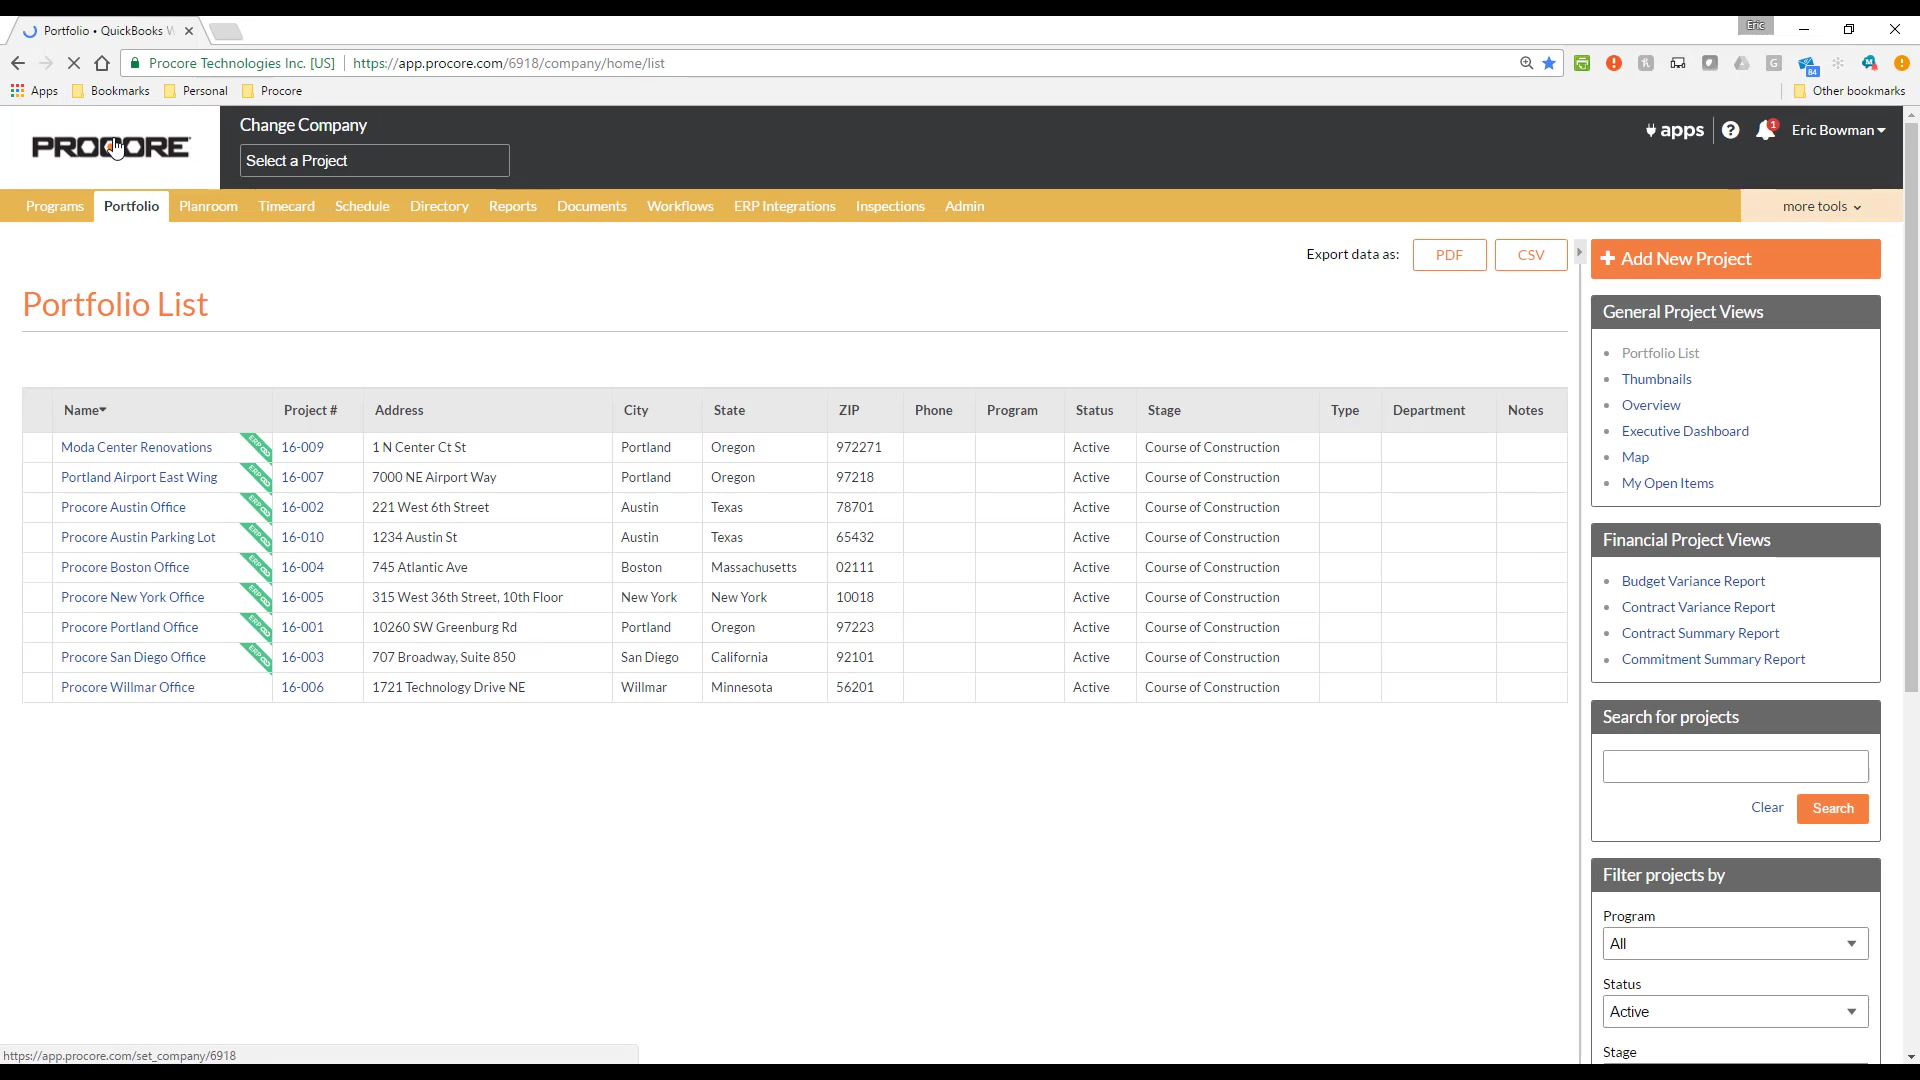 Portfolio • QuickBooks W
Eric
Procore Technologies Inc. [US] https://app.procore.com/6918/company/home/list
84
Apps Bookmarks Personal Procore Other bookmarks
PROCORE
Change Company
Select a Project
apps ? 1 Eric Bowman
Programs Portfolio Planroom Timecard Schedule Directory Reports Documents Workflows ERP Integrations Inspections Admin more tools
Export data as: PDF CSV
Portfolio List
Name Project # Address City State ZIP Phone Program Status Stage Type Department Notes
Moda Center Renovations ERP 16-009 1 N Center Ct St Portland Oregon 972271 Active Course of Construction
Portland Airport East Wing ERP 16-007 7000 NE Airport Way Portland Oregon 97218 Active Course of Construction
Procore Austin Office ERP 16-002 221 West 6th Street Austin Texas 78701 Active Course of Construction
Procore Austin Parking Lot ERP 16-010 1234 Austin St Austin Texas 65432 Active Course of Construction
Procore Boston Office ERP 16-004 745 Atlantic Ave Boston Massachusetts 02111 Active Course of Construction
Procore New York Office ERP 16-005 315 West 36th Street, 10th Floor New York New York 10018 Active Course of Construction
Procore Portland Office ERP 16-001 10260 SW Greenburg Rd Portland Oregon 97223 Active Course of Construction
Procore San Diego Office ERP 16-003 707 Broadway, Suite 850 San Diego California 92101 Active Course of Construction
Procore Willmar Office 16-006 1721 Technology Drive NE Willmar Minnesota 56201 Active Course of Construction
+ Add New Project
General Project Views
Portfolio List
Thumbnails
Overview
Executive Dashboard
Map
My Open Items
Financial Project Views
Budget Variance Report
Contract Variance Report
Contract Summary Report
Commitment Summary Report
Search for projects
Clear Search
Filter projects by
Program
All
Status
Active
Stage
https://app.procore.com/set_company/6918